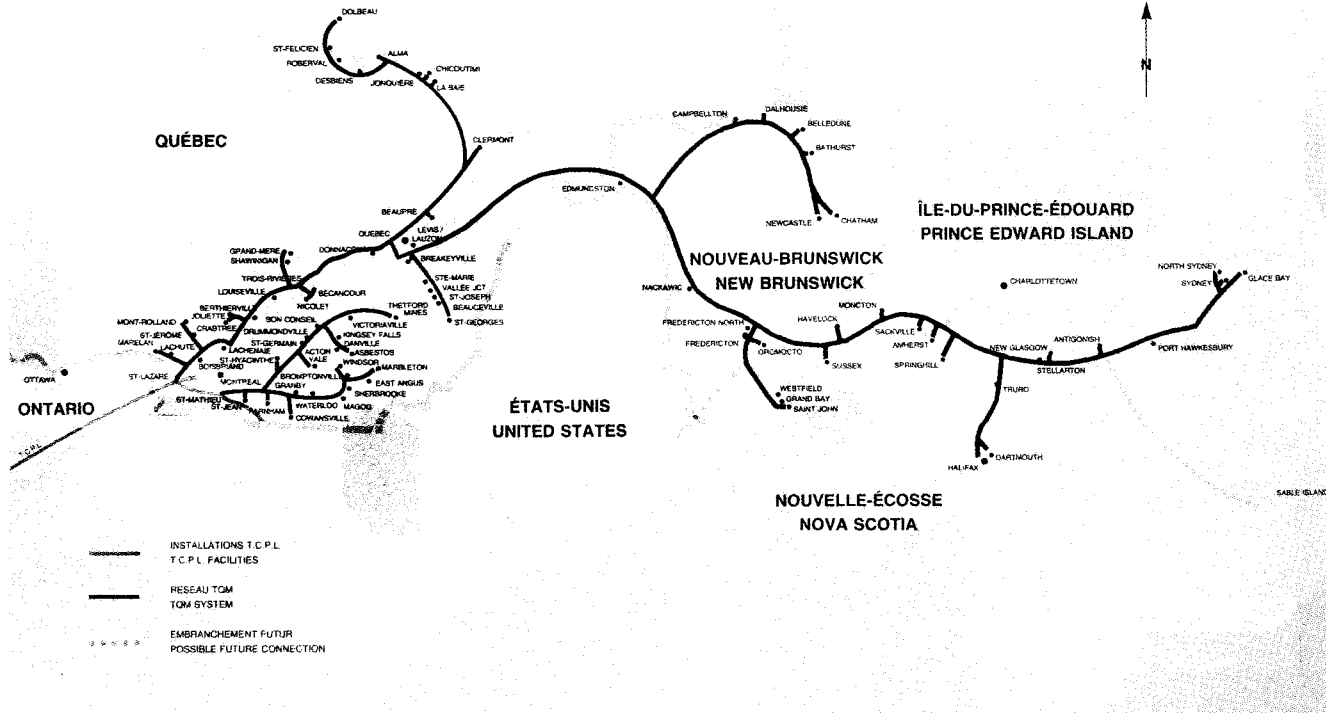 DOLBEAU
ST-FELICIEN
ALMA
ROBERVAL
CHICOUTIMI
DESBIENS
JONQUIÈRE
LA BAIE
N
QUÉBEC
CLERMONT
CAMPBELLTON
DALHOUSIE
BELLEDUNE
BATHURST
EDMUNDSTON
BEAUPRÉ
NEWCASTLE
CHATHAM
ÎLE-DU-PRINCE-ÉDOUARD
PRINCE EDWARD ISLAND
QUEBEC
LÉVIS /
LAUZON
GRAND-MÈRE
SHAWINIGAN
BREAKEYVILLE
NOUVEAU-BRUNSWICK
NEW BRUNSWICK
TROIS-RIVIÈRES
STE-MARIE
VALLÉE JCT
ST-JOSEPH
BEAUCEVILLE
ST-GEORGES
NORTH SYDNEY
SYDNEY
GLACE BAY
CHARLOTTETOWN
LOUISEVILLE
BÉCANCOUR
NICOLET
THETFORD
MINES
NACKAWIC
BERTHIERVILLE
JOLIETTE
CRABTREE
BON CONSEIL
DRUMMONDVILLE
VICTORIAVILLE
MONT-ROLLAND
ST-JÉRÔME
LACHUTE
LACHENAIE
ST-GERMAIN
KINGSEY FALLS
DANVILLE
ASBESTOS
FREDERICTON NORTH
FREDERICTON
OROMOCTO
HAVELOCK
MONCTON
SACKVILLE
AMHERST
SPRINGHILL
SUSSEX
NEW GLASGOW
STELLARTON
ANTIGONISH
PORT HAWKESBURY
ST-HYACINTHE
ACTON
VALE
WINDSOR
MARBLETON
BOISBRIAND
BROMPTONVILLE
EAST ANGUS
OTTAWA
ST-LAZARE
MONTREAL
GRANBY
SHERBROOKE
ONTARIO
ST-MATHIEU
ST-JEAN
FARNHAM
WATERLOO
MAGOG
COWANSVILLE
ÉTATS-UNIS
UNITED STATES
WESTFIELD
GRAND BAY
SAINT JOHN
TRURO
T.C.P.L.
HALIFAX
DARTMOUTH
NOUVELLE-ÉCOSSE
NOVA SCOTIA
SABLE ISLAND
INSTALLATIONS T.C.P.L.
T.C.P.L. FACILITIES
RESEAU TQM
TQM SYSTEM
EMBRANCHEMENT FUTUR
POSSIBLE FUTURE CONNECTION